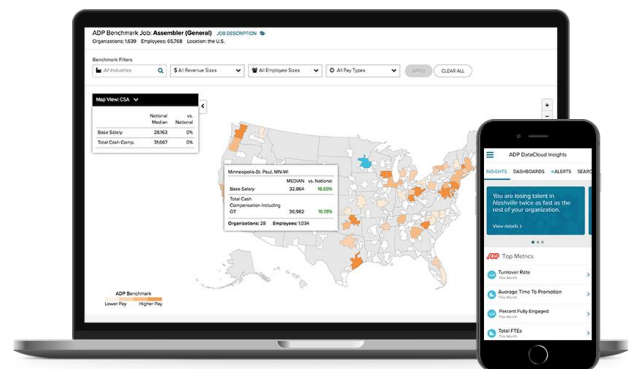 ADP Benchmark Job: Assembler (General) JOB DESCRIPTION
Organizations: 1,639 Employees: 65,768 Location: the U.S.
Benchmark Filters
All Industries
$ All Revenue Sizes
All Employee Sizes
All Pay Types
APPLY
CLEAR ALL
Map View: CSA
National Median vs. National
Base Salary 28,163 0%
Total Cash Comp. 31,667 0%
Minneapolis-St. Paul, MN-WI
MEDIAN vs. National
Base Salary 32,864 16.69%
Total Cash
Compensation including
OT 36,982 16.78%
Organizations: 28 Employees: 1,034
ADP Benchmark
Lower Pay Higher Pay
ADP DataCloud Insights
INSIGHTS DASHBOARDS +ALERTS SEARC
You are losing talent in
Nashville twice as fast as the
rest of your organization.
View details >
ADP Top Metrics
Turnover Rate
This Month
Average Time To Promotion
This Month
Percent Fully Engaged
This Month
Total FTEs
This Month